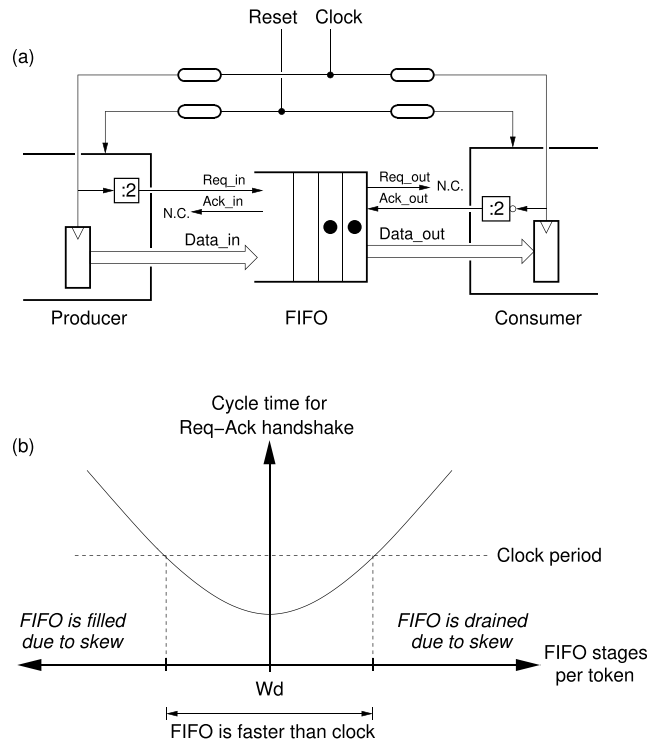 Reset
Clock
(a)
:2
Req_in
Ack_in
N.C.
Data_in
Req_out
N.C.
Ack_out
:2
Data_out
Producer
FIFO
Consumer
Cycle time for
Req–Ack handshake
(b)
Clock period
FIFO is filled
due to skew
FIFO is drained
due to skew
FIFO stages
per token
Wd
FIFO is faster than clock